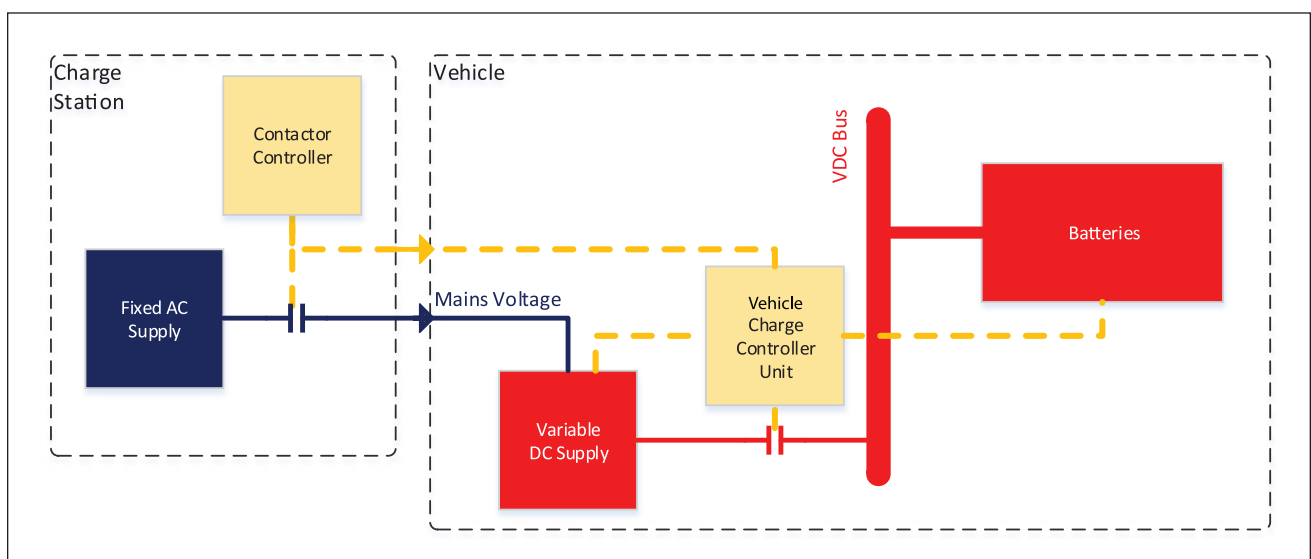 Charge
Station
Contactor
Controller
Fixed AC
Supply
Vehicle
VDC Bus
Batteries
Mains Voltage
Vehicle
Charge
Controller
Unit
Variable
DC Supply